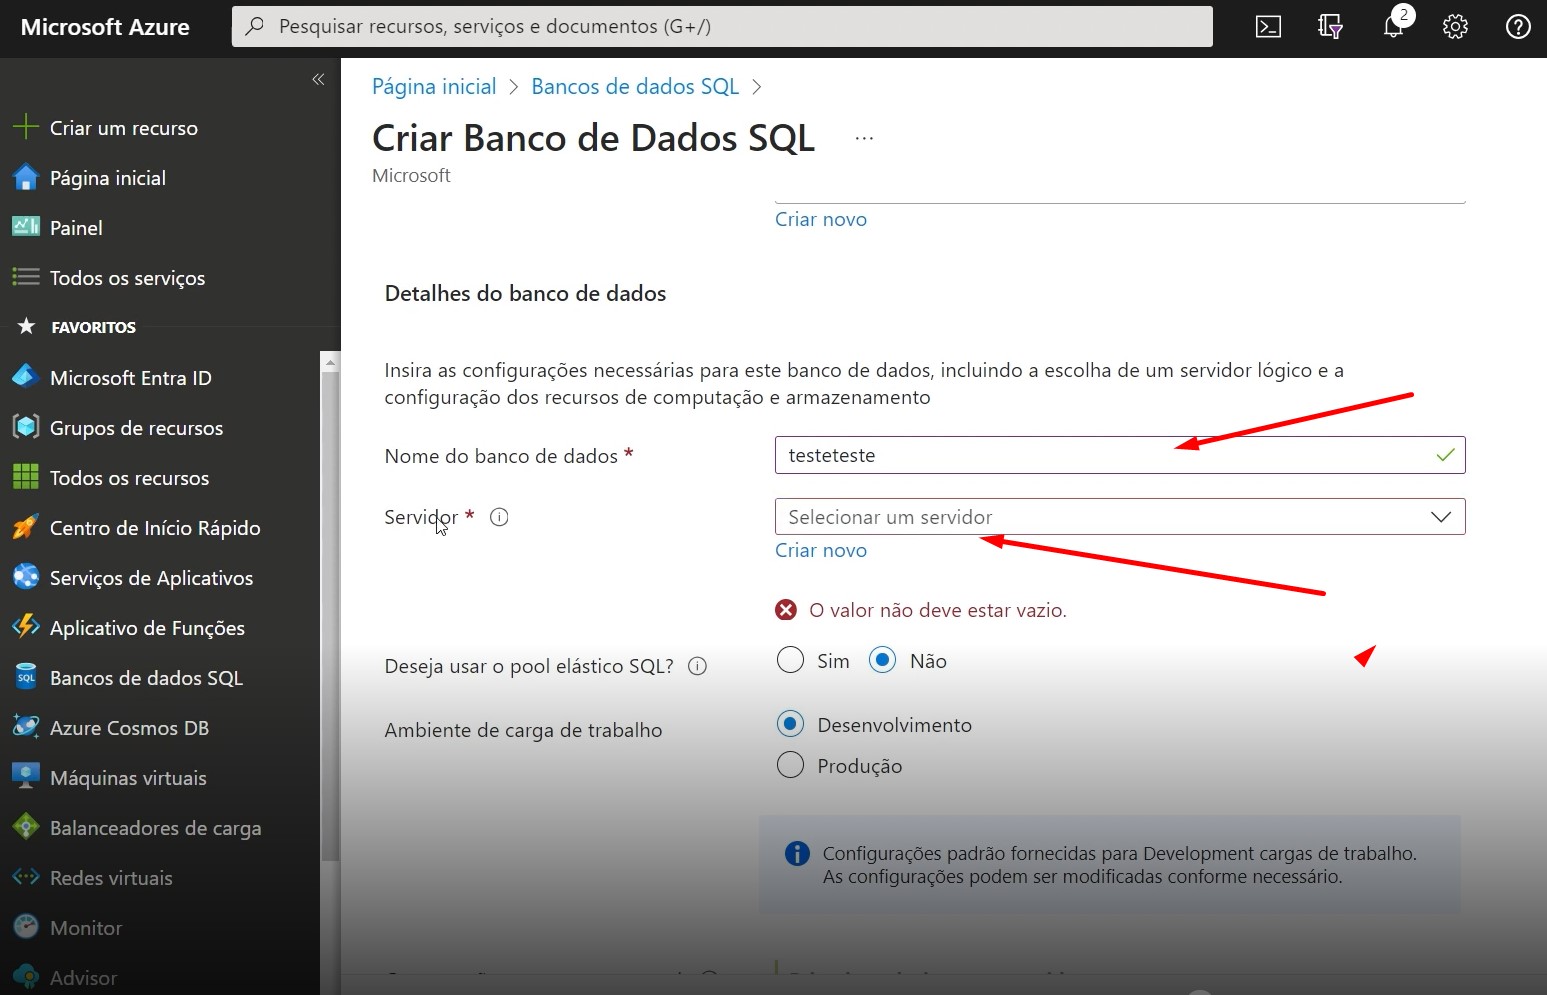 Microsoft Azure
Pesquisar recursos, serviços e documentos (G+/)
2
Criar um recurso
Página inicial
Painel
Todos os serviços
FAVORITOS
Microsoft Entra ID
Grupos de recursos
Todos os recursos
Centro de Início Rápido
Serviços de Aplicativos
Aplicativo de Funções
SQL
Bancos de dados SQL
Azure Cosmos DB
Máquinas virtuais
Balanceadores de carga
Redes virtuais
Monitor
Advisor
Página inicial > Bancos de dados SQL >
Criar Banco de Dados SQL ...
Microsoft
Criar novo
Detalhes do banco de dados
Insira as configurações necessárias para este banco de dados, incluindo a escolha de um servidor lógico e a
configuração dos recursos de computação e armazenamento
Nome do banco de dados *
testeteste
Servidor *
Selecionar um servidor
Criar novo
O valor não deve estar vazio.
Deseja usar o pool elástico SQL?
Sim
Não
Ambiente de carga de trabalho
Desenvolvimento
Produção
Configurações padrão fornecidas para Development cargas de trabalho.
As configurações podem ser modificadas conforme necessário.